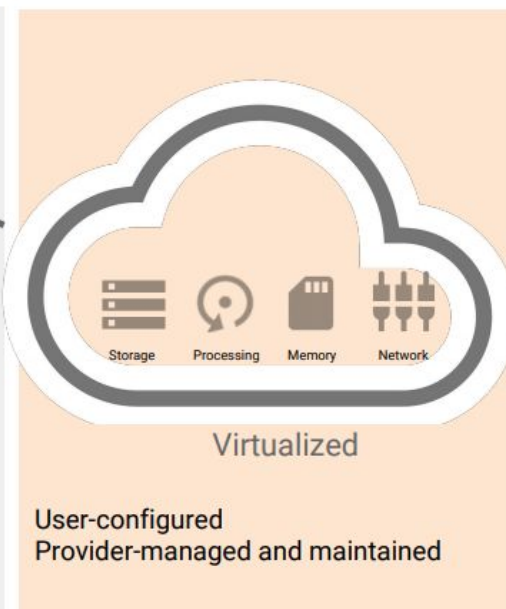 Storage Processing Memory Network
Virtualized
User-configured
Provider-managed and maintained